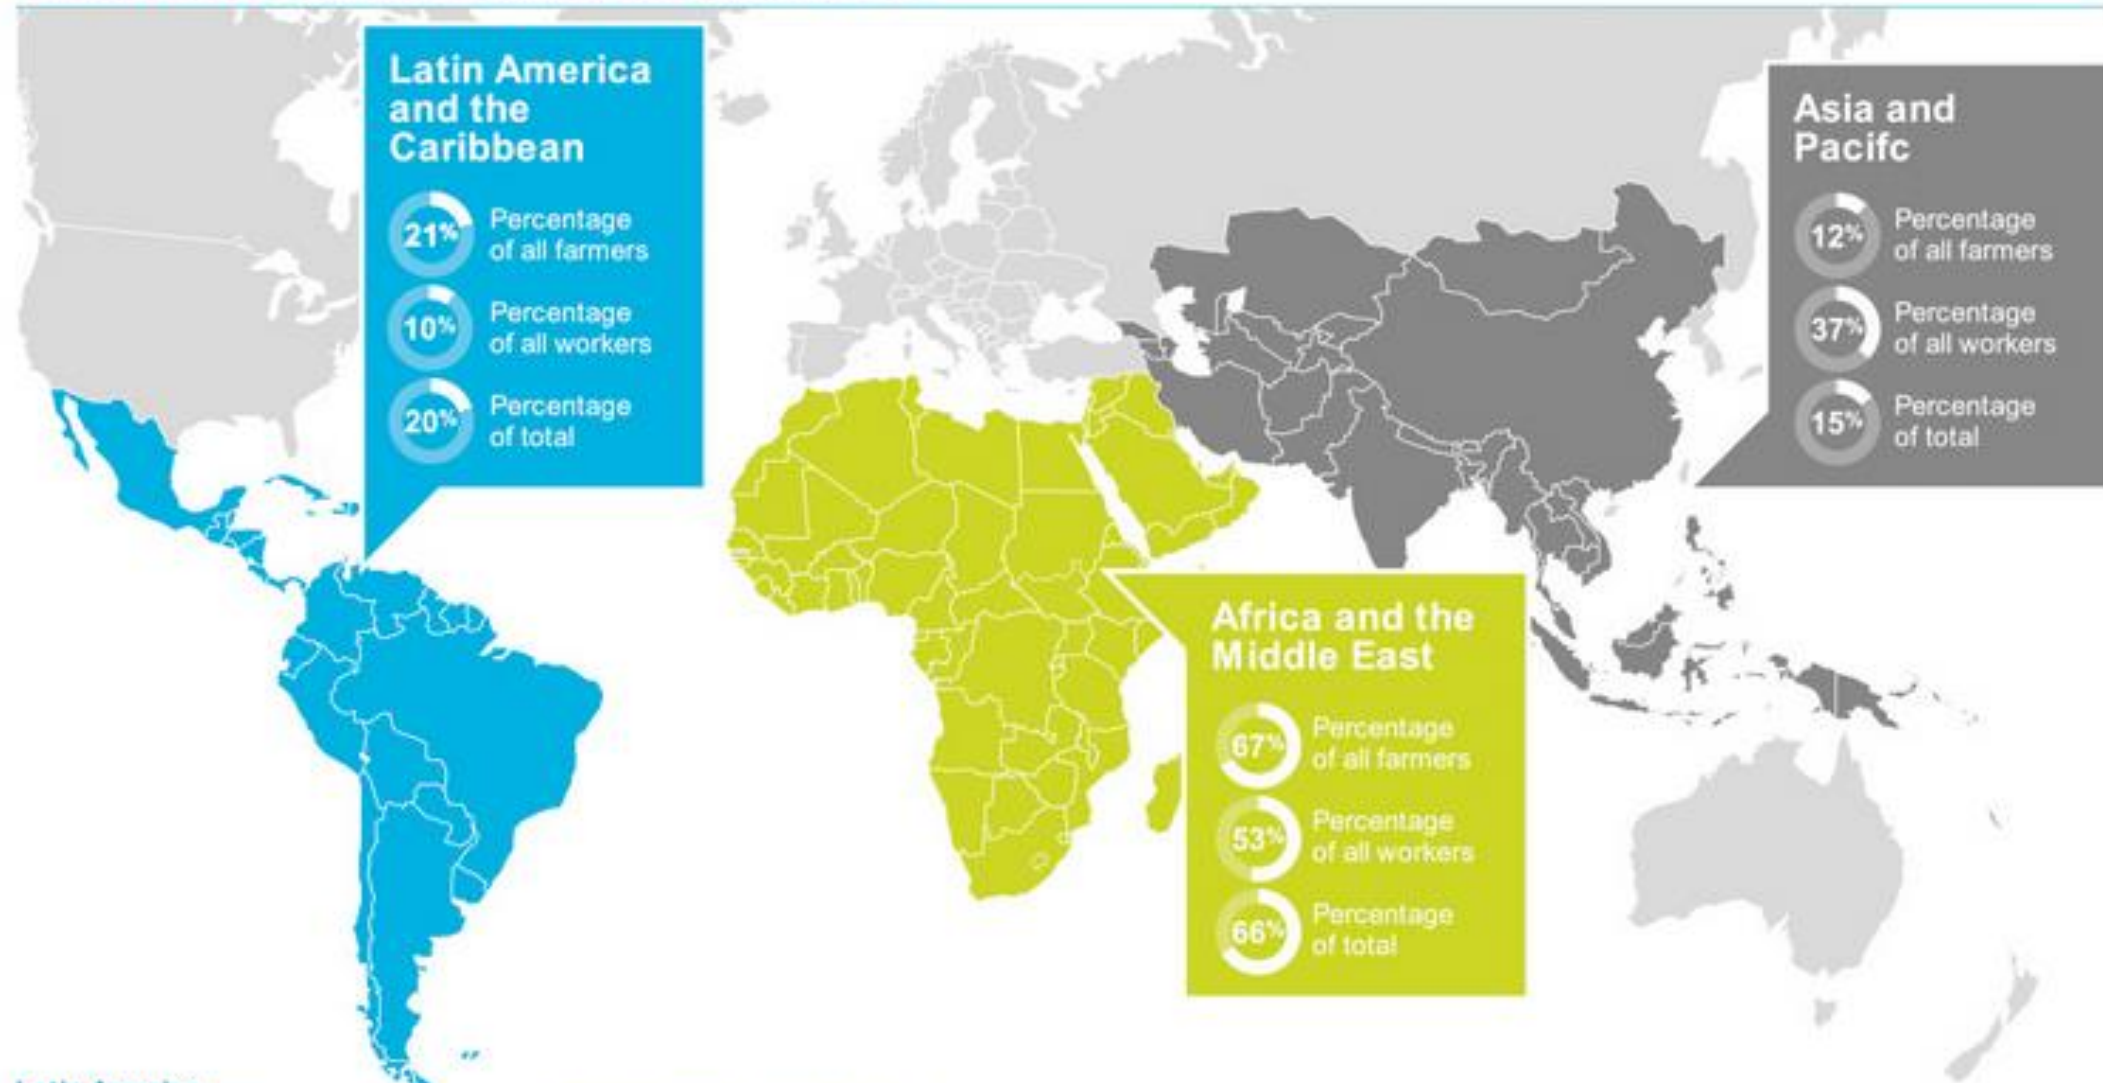 Latin America
and the
Caribbean
21% Percentage
of all farmers
10% Percentage
of all workers
20% Percentage
of total
Asia and
Pacifc
12% Percentage
of all farmers
37% Percentage
of all workers
15% Percentage
of total
Africa and the
Middle East
67% Percentage
of all farmers
53% Percentage
of all workers
66% Percentage
of total